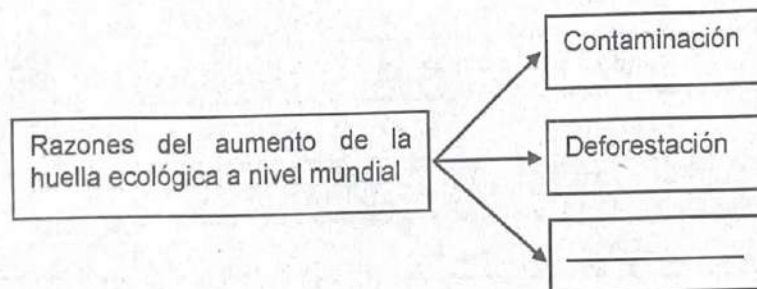 Contaminación
Razones del aumento de la
huella ecológica a nivel mundial
Deforestación